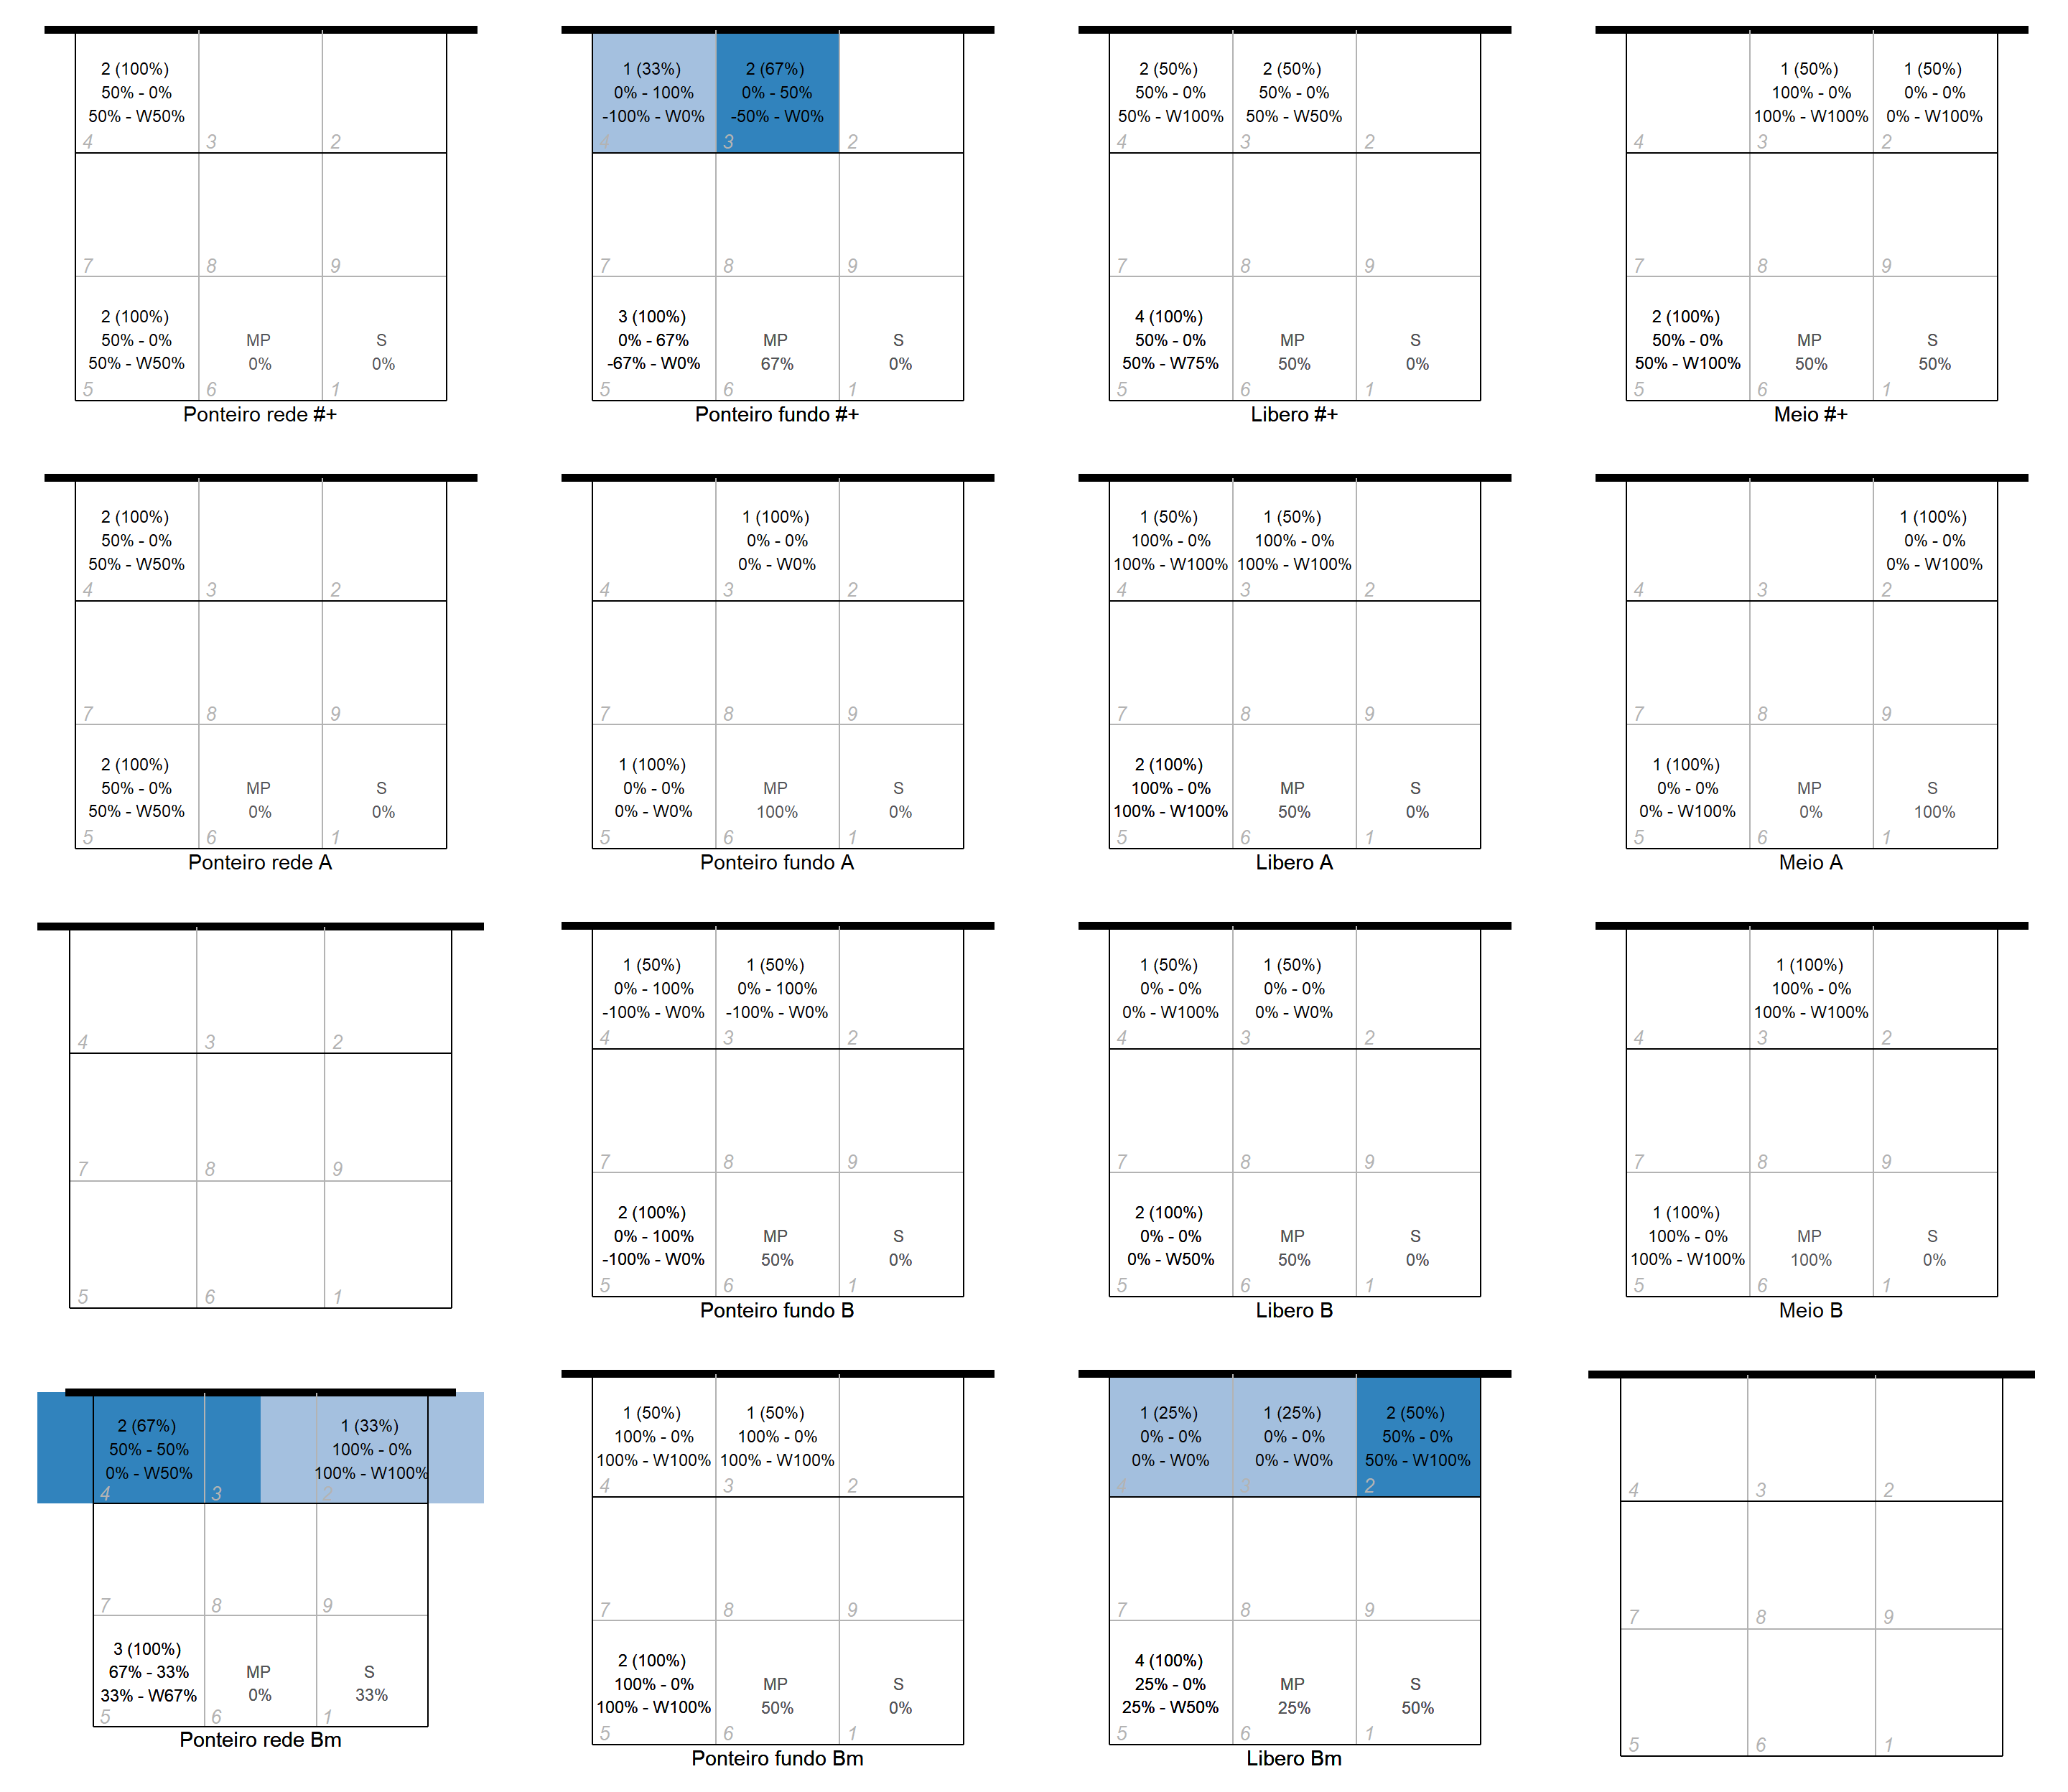 2 (100%)
50% - 0%
50% - W50%
4 3 2
7 8 9
2 (100%)
50% - 0%
50% - W50%
MP
0%
S
0%
5 6 1
Ponteiro rede #+
1 (33%)
0% - 100%
-100% - W0%
2 (67%)
0% - 50%
-50% - W0%
4 3 2
7 8 9
3 (100%)
0% - 67%
-67% - W0%
MP
67%
S
0%
5 6 1
Ponteiro fundo #+
2 (50%)
50% - 0%
50% - W100%
2 (50%)
50% - 0%
50% - W50%
4 3 2
7 8 9
4 (100%)
50% - 0%
50% - W75%
MP
50%
S
0%
5 6 1
Libero #+
1 (50%)
100% - 0%
100% - W100%
1 (50%)
0% - 0%
0% - W100%
4 3 2
7 8 9
2 (100%)
50% - 0%
50% - W100%
MP
50%
S
50%
5 6 1
Meio #+
2 (100%)
50% - 0%
50% - W50%
4 3 2
7 8 9
2 (100%)
50% - 0%
50% - W50%
MP
0%
S
0%
5 6 1
Ponteiro rede A
1 (100%)
0% - 0%
0% - W0%
4 3 2
7 8 9
1 (100%)
0% - 0%
0% - W0%
MP
100%
S
0%
5 6 1
Ponteiro fundo A
1 (50%)
100% - 0%
100% - W100%
1 (50%)
100% - 0%
100% - W100%
4 3 2
7 8 9
2 (100%)
100% - 0%
100% - W100%
MP
50%
S
0%
5 6 1
Libero A
1 (100%)
0% - 0%
0% - W100%
4 3 2
7 8 9
1 (100%)
0% - 0%
0% - W100%
MP
0%
S
100%
5 6 1
Meio A
4 3 2
7 8 9
5 6 1
1 (50%)
0% - 100%
-100% - W0%
1 (50%)
0% - 100%
-100% - W0%
4 3 2
7 8 9
2 (100%)
0% - 100%
-100% - W0%
MP
50%
S
0%
5 6 1
Ponteiro fundo B
1 (50%)
0% - 0%
0% - W100%
1 (50%)
0% - 0%
0% - W0%
4 3 2
7 8 9
2 (100%)
0% - 0%
0% - W50%
MP
50%
S
0%
5 6 1
Libero B
1 (100%)
100% - 0%
100% - W100%
4 3 2
7 8 9
1 (100%)
100% - 0%
100% - W100%
MP
100%
S
0%
5 6 1
Meio B
2 (67%)
50% - 50%
0% - W50%
1 (33%)
100% - 0%
100% - W100%
4 3 2
7 8 9
3 (100%)
67% - 33%
33% - W67%
MP
0%
S
33%
5 6 1
Ponteiro rede Bm
1 (50%)
100% - 0%
100% - W100%
1 (50%)
100% - 0%
100% - W100%
4 3 2
7 8 9
2 (100%)
100% - 0%
100% - W100%
MP
50%
S
0%
5 6 1
Ponteiro fundo Bm
1 (25%)
0% - 0%
0% - W0%
1 (25%)
0% - 0%
0% - W0%
2 (50%)
50% - 0%
50% - W100%
4 3 2
7 8 9
4 (100%)
25% - 0%
25% - W50%
MP
25%
S
50%
5 6 1
Libero Bm
4 3 2
7 8 9
5 6 1